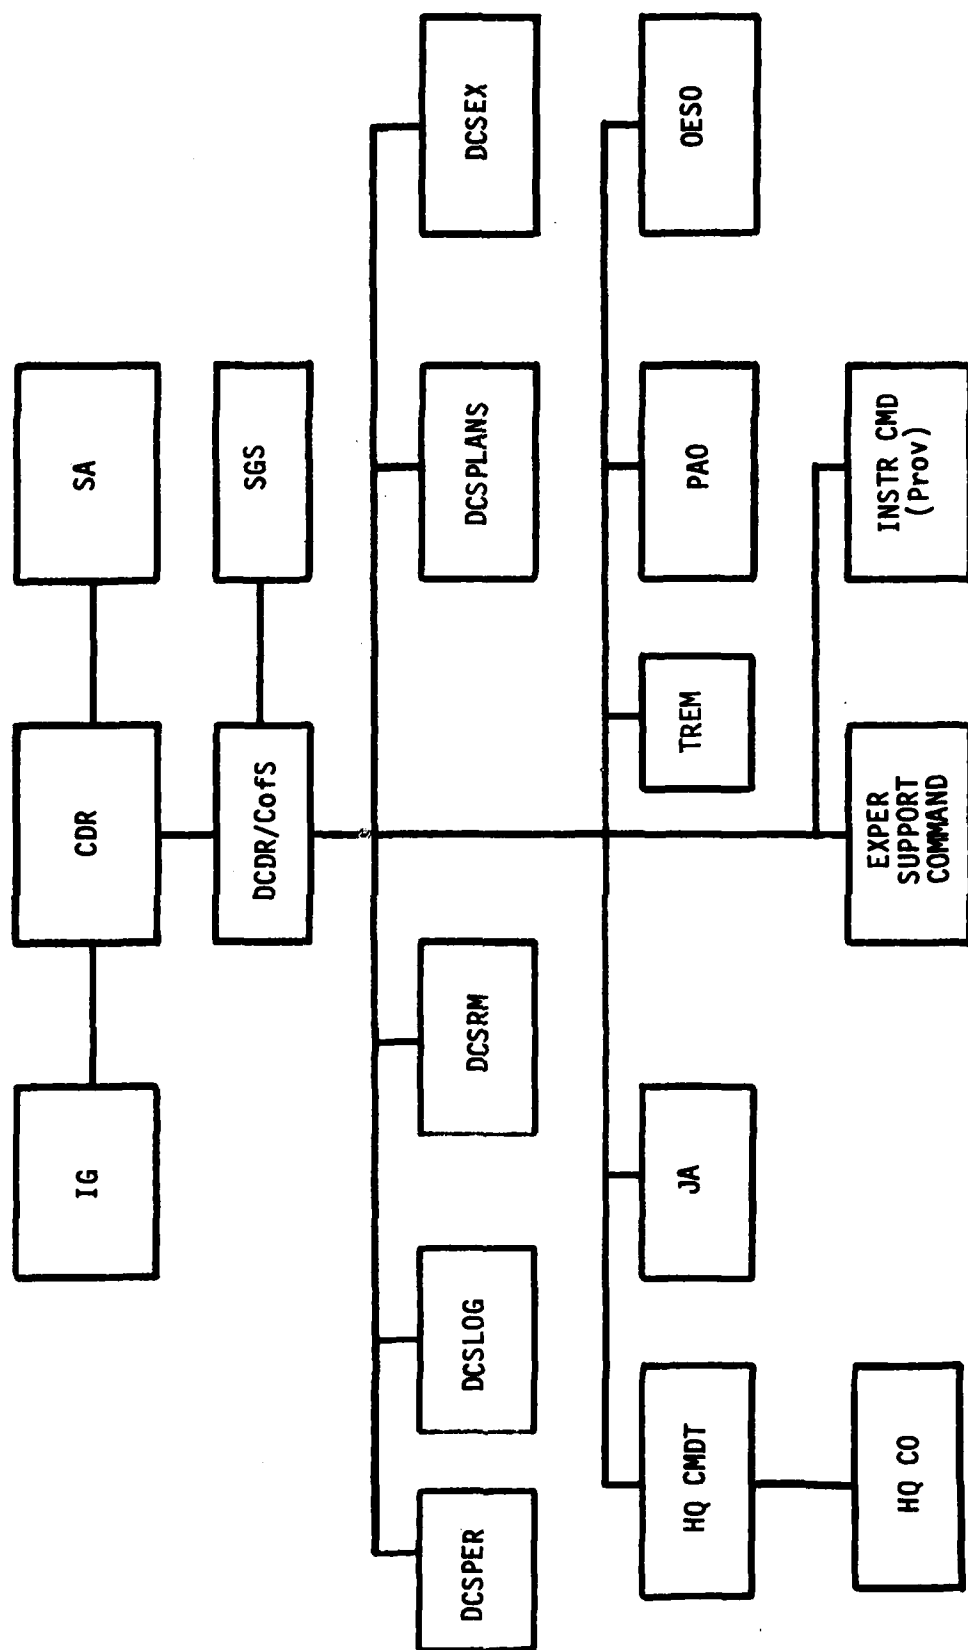 IG
CDR
SA
DCDR/CofS
SGS
DCSPER
DCSLOG
DCSRM
DCSPLANS
DCSEX
HQ CMDT
JA
TREM
PAO
OESO
HQ CO
EXPER
SUPPORT
COMMAND
INSTR CMD
(Prov)